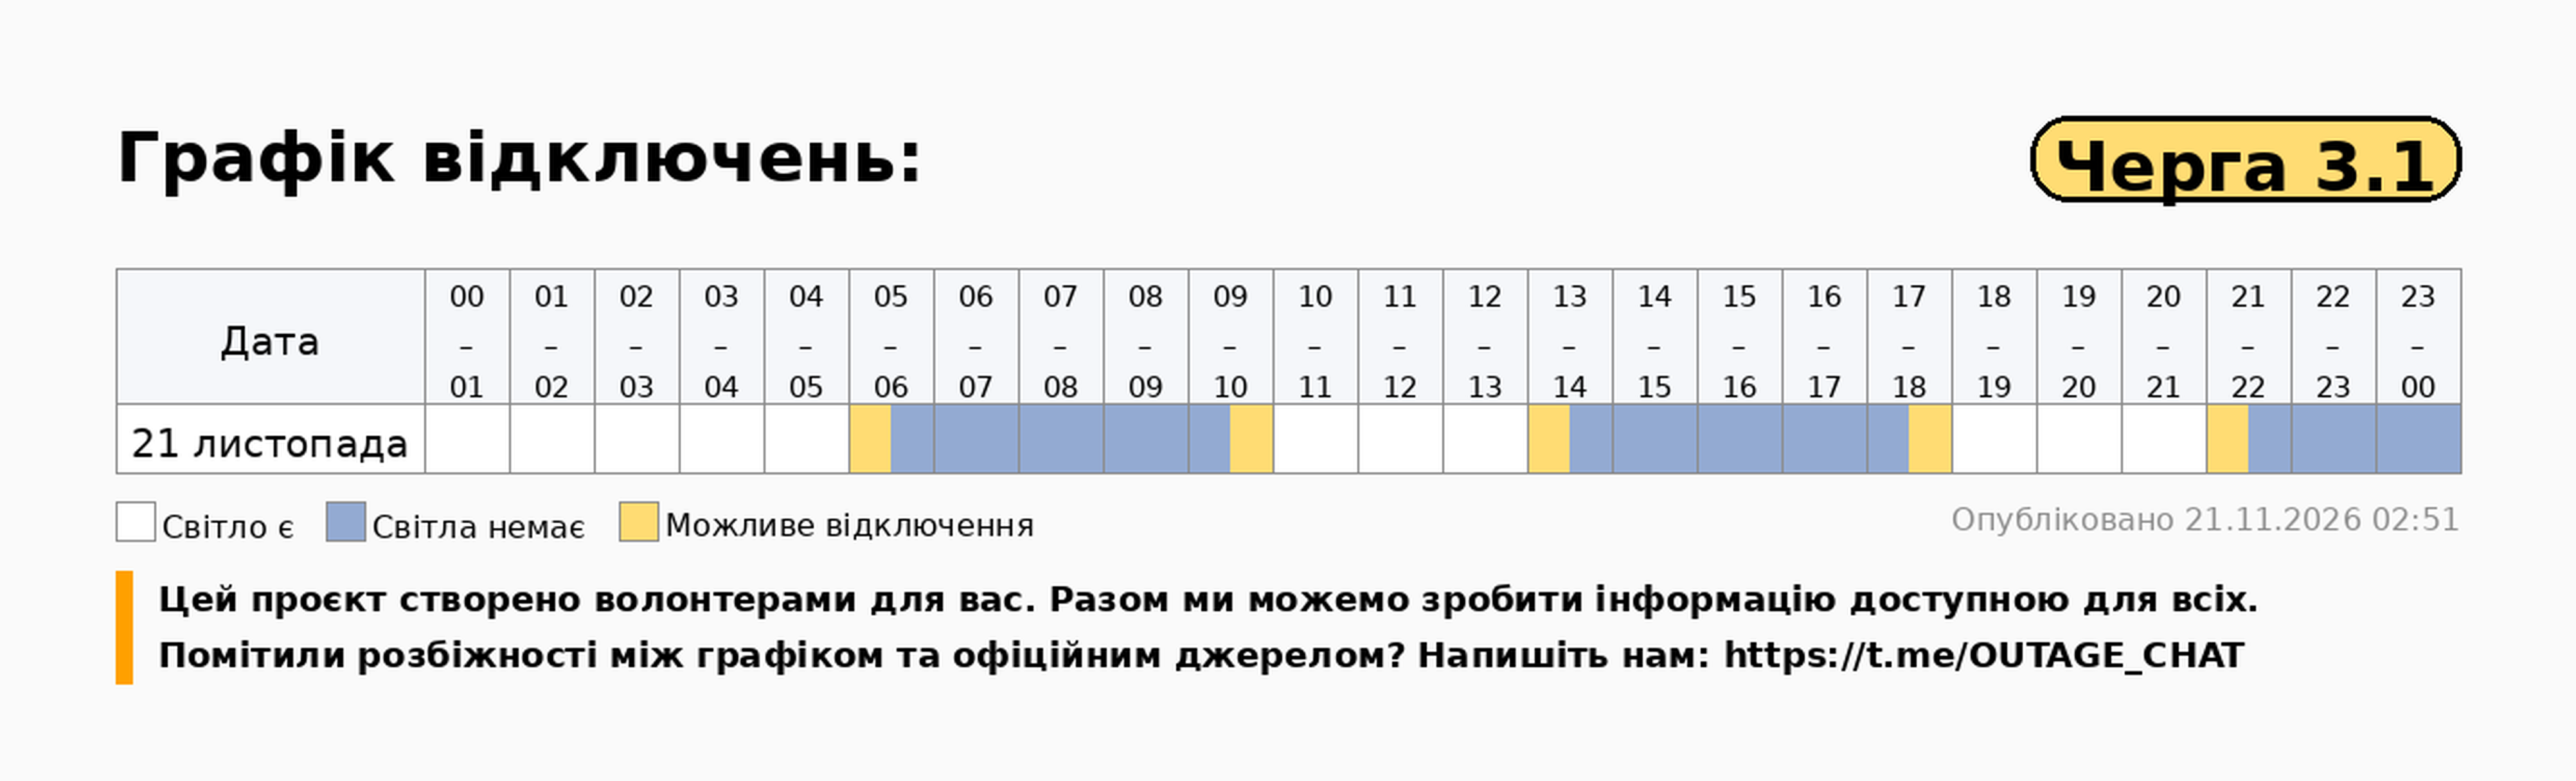 Графік відключень:
Черга 3.1
Дата 00 – 01 01 – 02 02 – 03 03 – 04 04 – 05 05 – 06 06 – 07 07 – 08 08 – 09 09 – 10 10 – 11 11 – 12 12 – 13 13 – 14 14 – 15 15 – 16 16 – 17 17 – 18 18 – 19 19 – 20 20 – 21 21 – 22 22 – 23 23 – 00
21 листопада
Світло є Світла немає Можливе відключення
Опубліковано 21.11.2026 02:51
Цей проєкт створено волонтерами для вас. Разом ми можемо зробити інформацію доступною для всіх.
Помітили розбіжності між графіком та офіційним джерелом? Напишіть нам: https://t.me/OUTAGE_CHAT